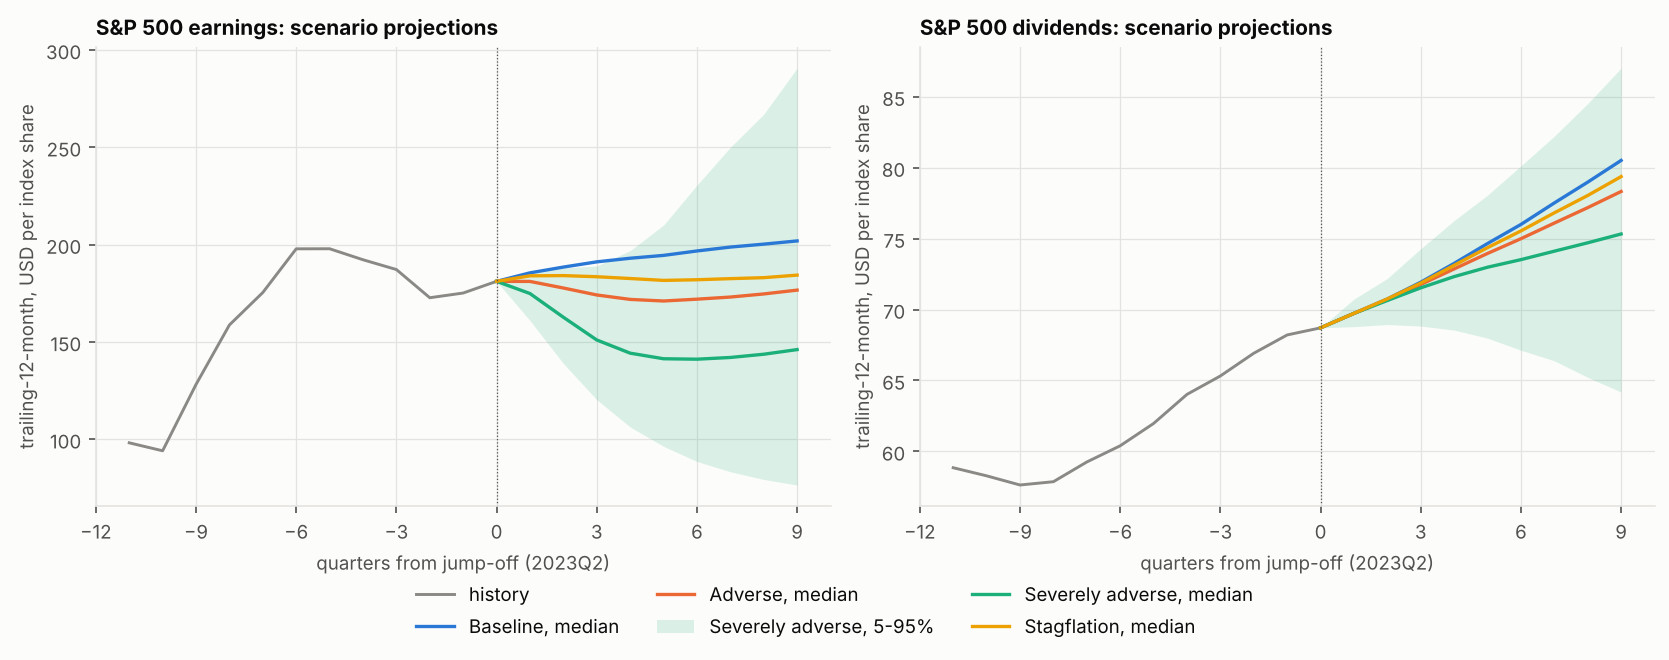 S&P 500 earnings: scenario projections
trailing-12-month, USD per index share
300
250
200
150
100
−12 −9 −6 −3 0 3 6 9
quarters from jump-off (2023Q2)
S&P 500 dividends: scenario projections
trailing-12-month, USD per index share
85
80
75
70
65
60
−12 −9 −6 −3 0 3 6 9
quarters from jump-off (2023Q2)
history
Baseline, median
Adverse, median
Severely adverse, 5-95%
Severely adverse, median
Stagflation, median